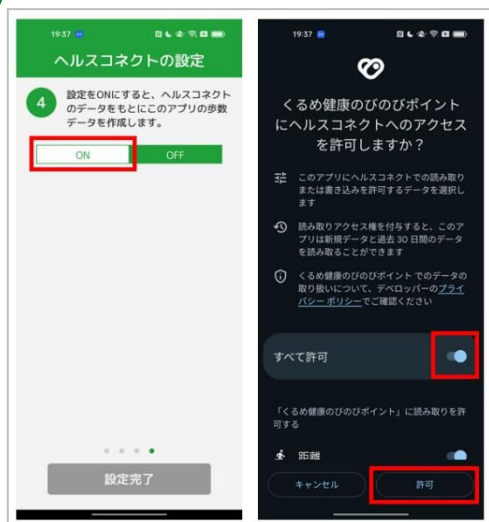 19:37
ヘルスコネクトの設定
4
設定をONにすると、ヘルスコネクト
のデータをもとにこのアプリの歩数
データを作成します。
ON
OFF
設定完了
19:37
くるめ健康のびのびポイント
にヘルスコネクトへのアクセス
を許可しますか？
このアプリにヘルスコネクトでの読み取り
または書き込みを許可するデータを選択し
ます
読み取りアクセス権を付与すると、このア
プリは新規データと過去 30 日間のデータ
を読み取ることができます
くるめ健康のびのびポイント でのデータの
取り扱いについて、デベロッパーのプライ
バシー ポリシーでご確認ください
すべて許可
「くるめ健康のびのびポイント」に読み取りを許
可する
距離
キャンセル
許可